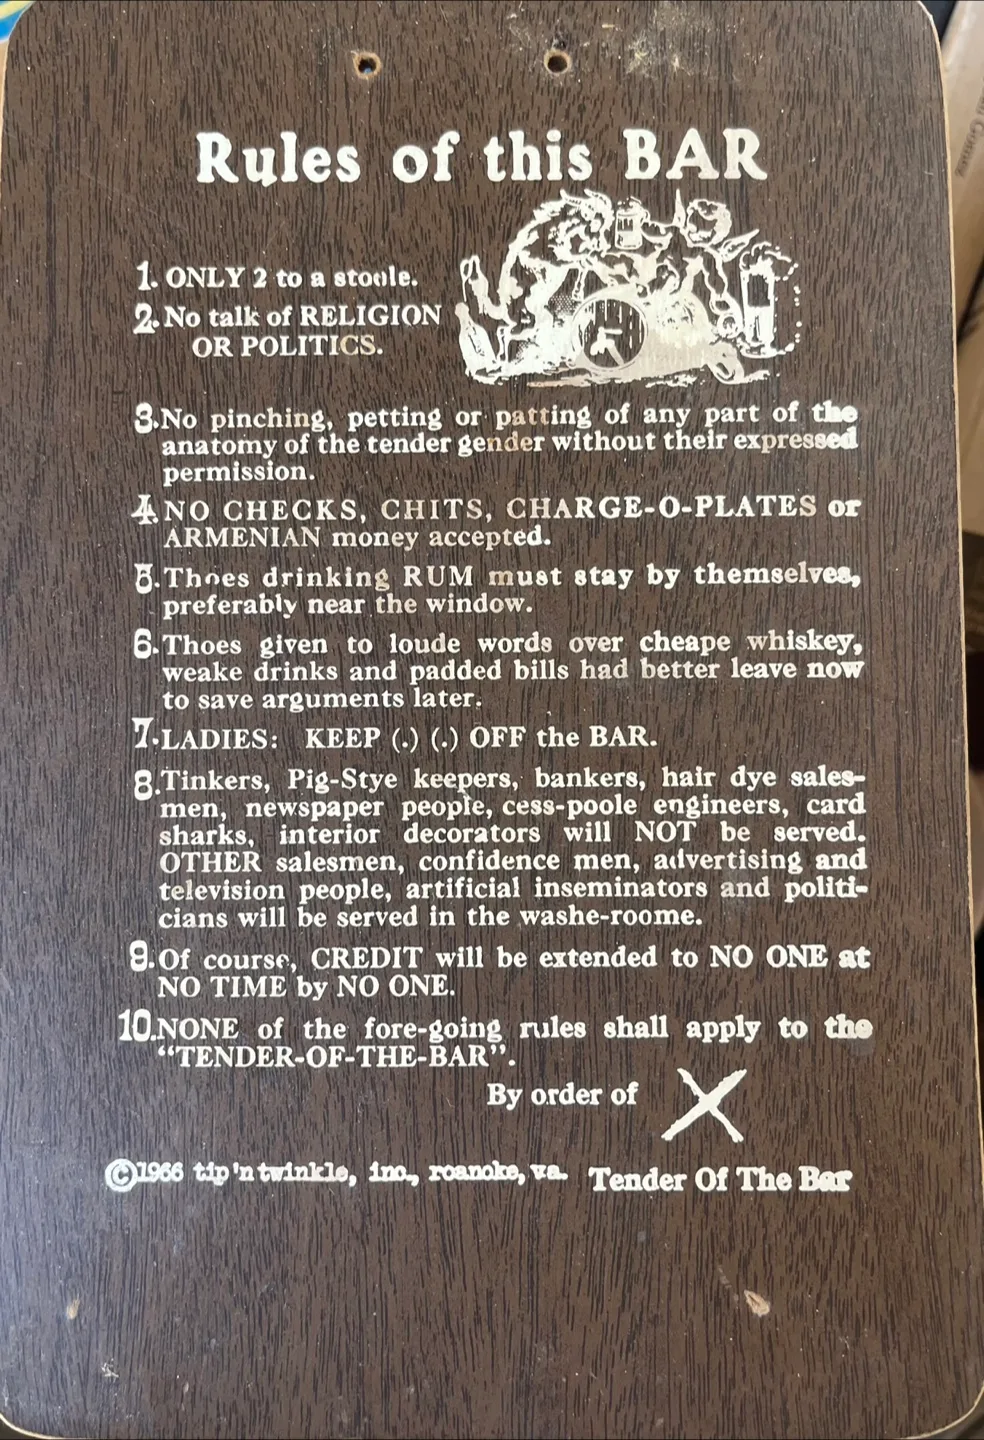 Rules of this BAR
1. ONLY 2 to a stoole.
2. No talk of RELIGION
OR POLITICS.
3. No pinching, petting or patting of any part of the
anatomy of the tender gender without their expressed
permission.
4. NO CHECKS, CHITS, CHARGE-O-PLATES or
ARMENIAN money accepted.
5. Thoes drinking RUM must stay by themselves,
preferably near the window.
6. Thoes given to loude words over cheape whiskey,
weake drinks and padded bills had better leave now
to save arguments later.
7. LADIES: KEEP (.) (.) OFF the BAR.
8. Tinkers, Pig-Stye keepers, bankers, hair dye sales-
men, newspaper people, cess-poole engineers, card
sharks, interior decorators will NOT be served.
OTHER salesmen, confidence men, advertising and
television people, artificial inseminators and politi-
cians will be served in the washe-roome.
9. Of course, CREDIT will be extended to NO ONE at
NO TIME by NO ONE.
10. NONE of the fore-going rules shall apply to the
“TENDER-OF-THE-BAR”.
By order of X
©1966 tip'n twinkle, inc., roanoke, va. Tender Of The Bar